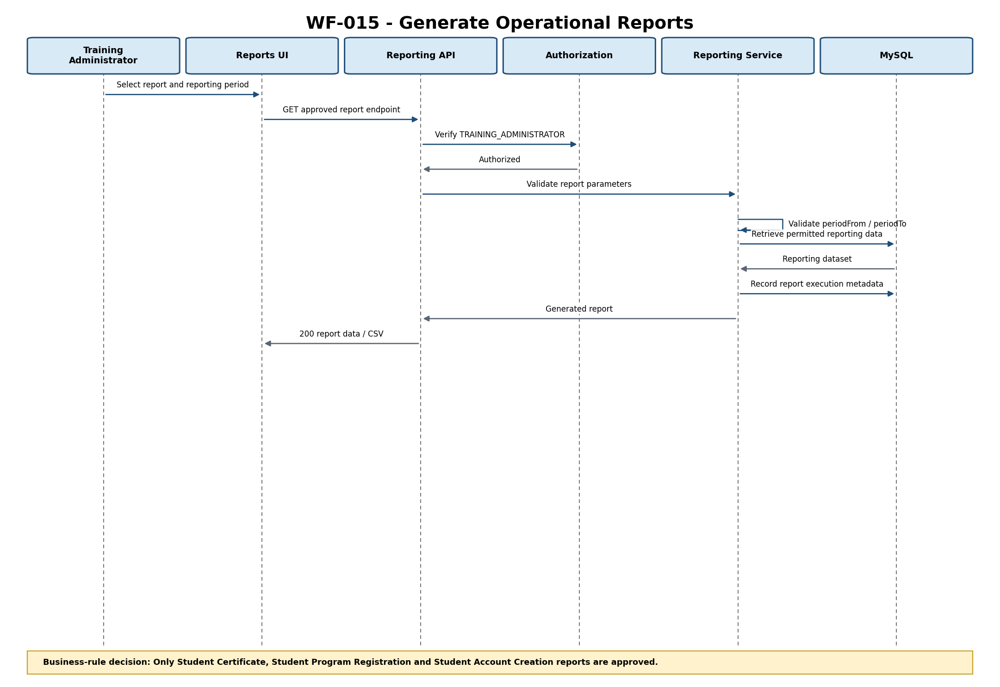 WF-015 - Generate Operational Reports
Training
Administrator
Reports UI
Reporting API
Authorization
Reporting Service
MySQL
Select report and reporting period
GET approved report endpoint
Verify TRAINING_ADMINISTRATOR
Authorized
Validate report parameters
Validate periodFrom / periodTo
Retrieve permitted reporting data
Reporting dataset
Record report execution metadata
Generated report
200 report data / CSV
Business-rule decision: Only Student Certificate, Student Program Registration and Student Account Creation reports are approved.